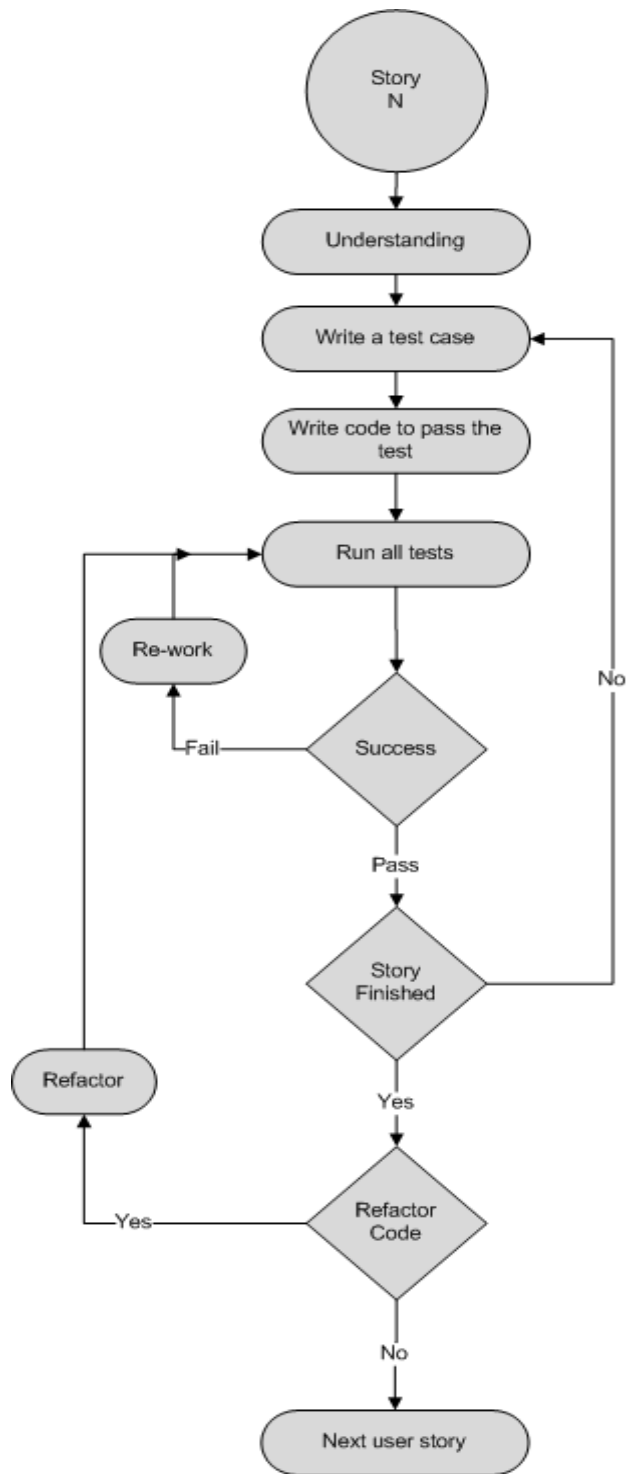 Story
N
Understanding
Write a test case
Write code to pass the
test
Run all tests
Re-work
No
Fail
Success
Pass
Story
Finished
Refactor
Yes
Yes
Refactor
Code
No
Next user story